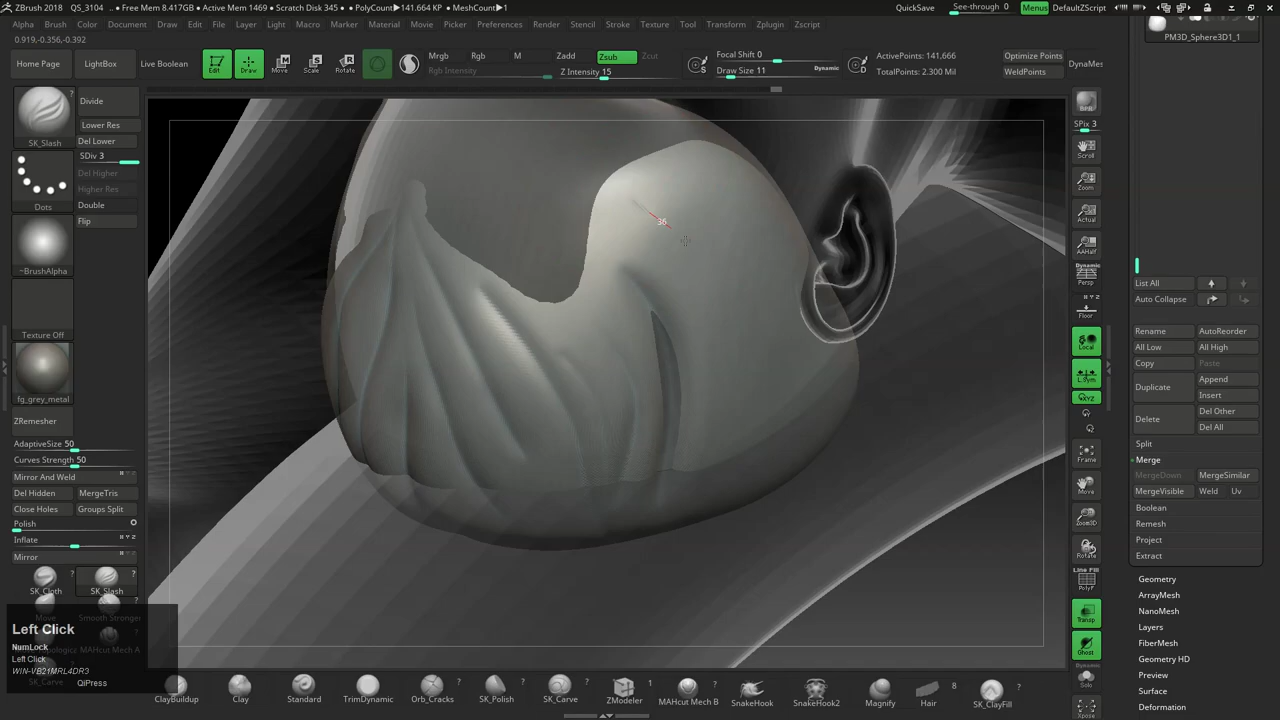 ZBrush 2018 QS_3104 .. ● Free Mem 8.417GB ● Active Mem 1469 ● Scratch Disk 345 ● PolyCount▶141.664 KP ● MeshCount▶1
QuickSave See-through 0 Menus DefaultZScript
Alpha Brush Color Document Draw Edit File Layer Light Macro Marker Material Movie Picker Preferences Render Stencil Stroke Texture Tool Transform Zplugin Zscript
0.919,-0.356,-0.392
PM3D_Sphere3D1_1
Home Page LightBox Live Boolean
Edit Draw Move Scale Rotate
Mrgb Rgb M Zadd Zsub Zcut
Rgb Intensity Z Intensity 15
Focal Shift 0
Draw Size 11 Dynamic
S D
ActivePoints: 141,666
TotalPoints: 2.300 Mil
Optimize Points
WeldPoints
DynaMes
SK_Slash
Divide
Lower Res
Del Lower
SDiv 3
Del Higher
Higher Res
Dots
Double
Flip
~BrushAlpha
Texture Off
fg_grey_metal
ZRemesher
AdaptiveSize 50
Curves Strength 50
Mirror And Weld
Del Hidden MergeTris
Close Holes Groups Split
Polish
Inflate
Mirror
SK_Cloth SK_Slash
Move Smooth Stronger
MAHcut Mech A
Left Click
NumLock
Left Click
WIN-VB21MRL4DR3
QiPress
36
BPR
SPix 3
Scroll
Zoom
Actual
AAHalf
Dynamic
Persp
Floor
Local
L.Sym
XYZ
Frame
Move
Zoom3D
Rotate
Line Fill
PolyF
Transp
Ghost
Dynamic
Solo
Xpose
List All
Auto Collapse
Rename AutoReorder
All Low All High
Copy Paste
Duplicate Append
Insert
Delete Del Other
Del All
Split
Merge
MergeDown MergeSimilar
MergeVisible Weld Uv
Boolean
Remesh
Project
Extract
Geometry
ArrayMesh
NanoMesh
Layers
FiberMesh
Geometry HD
Preview
Surface
Deformation
ClayBuildup Clay Standard TrimDynamic Orb_Cracks SK_Polish SK_Carve ZModeler MAHcut Mech B SnakeHook SnakeHook2 Magnify Hair SK_ClayFill